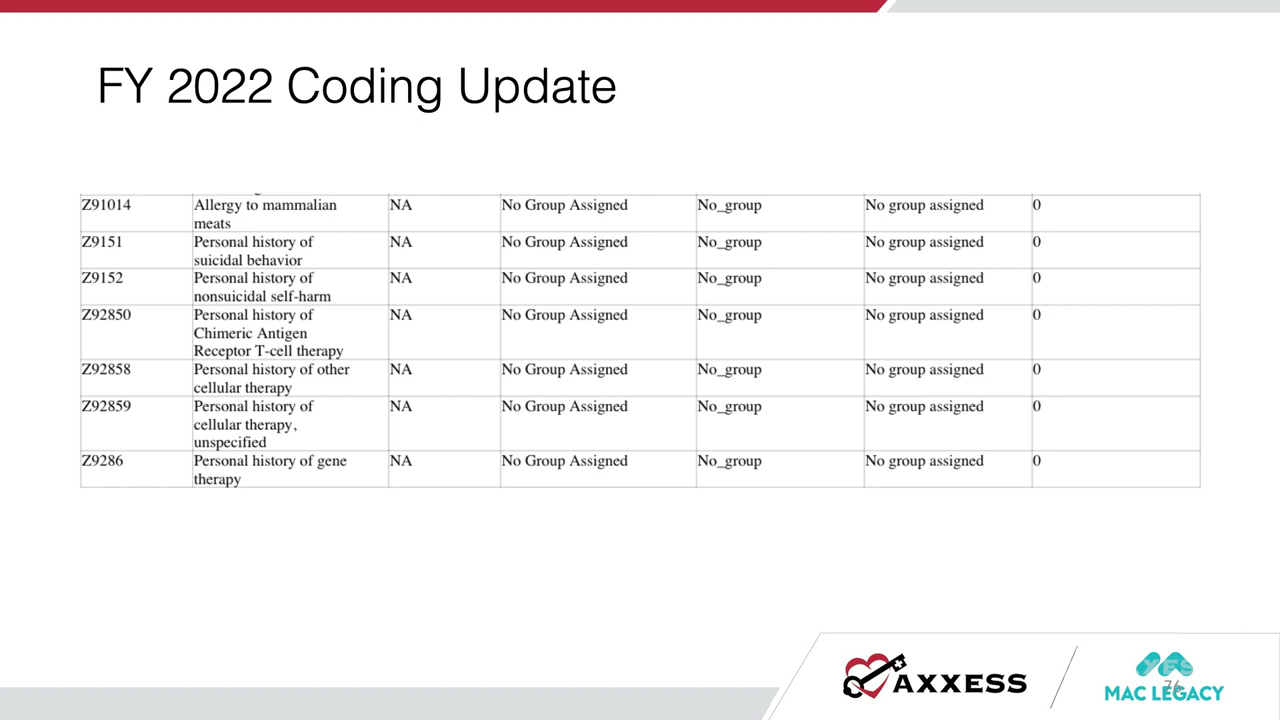 FY 2022 Coding Update
Z91014 Allergy to mammalian NA No Group Assigned No_group No group assigned 0
meats
Z9151 Personal history of NA No Group Assigned No_group No group assigned 0
suicidal behavior
Z9152 Personal history of NA No Group Assigned No_group No group assigned 0
nonsuicidal self-harm
Z92850 Personal history of NA No Group Assigned No_group No group assigned 0
Chimeric Antigen
Receptor T-cell therapy
Z92858 Personal history of other NA No Group Assigned No_group No group assigned 0
cellular therapy
Z92859 Personal history of NA No Group Assigned No_group No group assigned 0
cellular therapy,
unspecified
Z9286 Personal history of gene NA No Group Assigned No_group No group assigned 0
therapy
AXXESS
MAC LEGACY